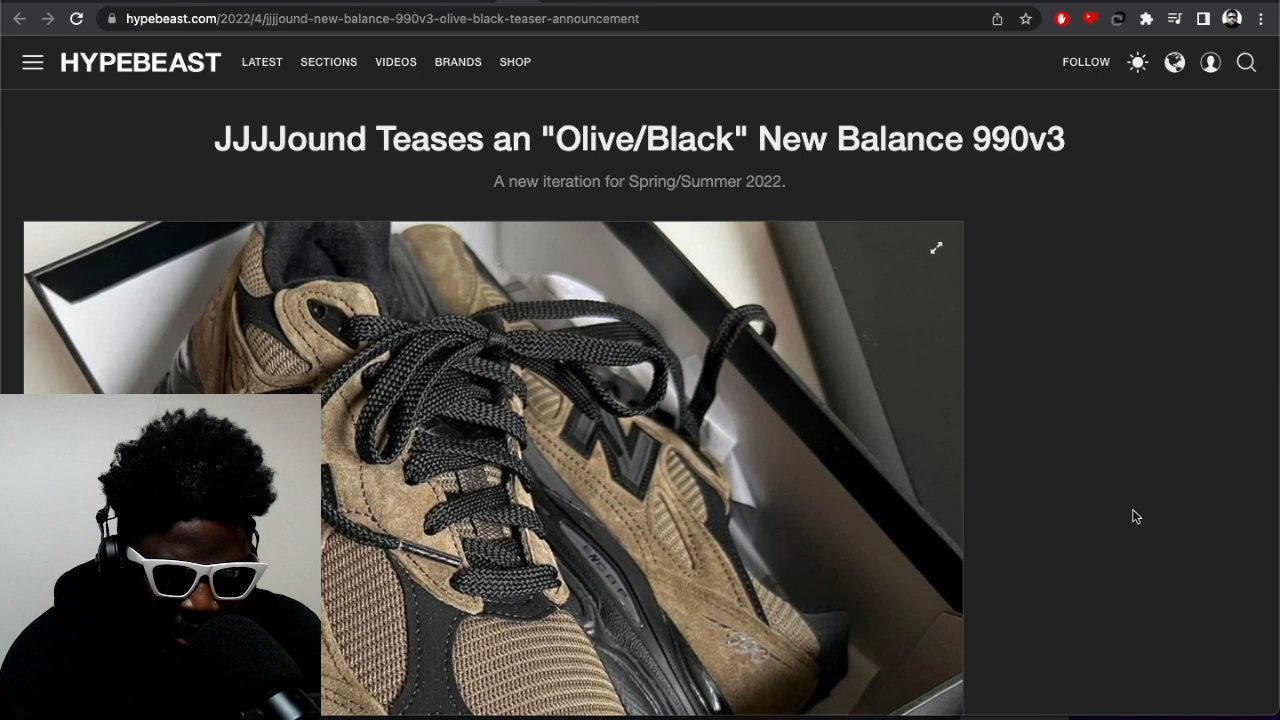 hypebeast.com/2022/4/jjjjound-new-balance-990v3-olive-black-teaser-announcement
HYPEBEAST LATEST SECTIONS VIDEOS BRANDS SHOP FOLLOW
JJJJound Teases an "Olive/Black" New Balance 990v3
A new iteration for Spring/Summer 2022.
N
ENCAP